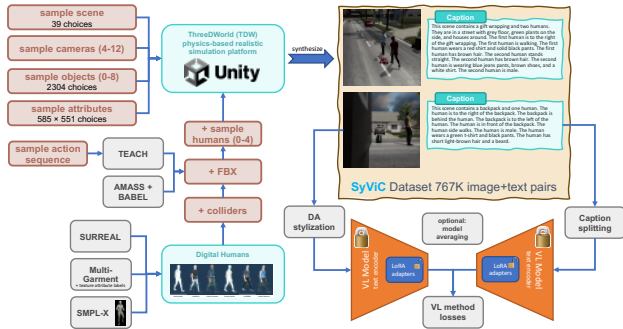 sample scene
39 choices
sample cameras (4-12)
sample objects (0-8)
2304 choices
sample attributes
585 × 551 choices
ThreeDWorld (TDW)
physics-based realistic
simulation platform
Unity
synthesize
Caption
This scene contains a gift wrapping and two humans.
They are in a street with grey floor, green plants on the
side, and houses around. The first human is to the right
of the gift wrapping. The first human is walking. The first
human wears a red shirt and solid black pants. The first
human has brown hair. The second human stands
straight. The second human has brown hair. The second
human is wearing blue jeans pants, brown shoes, and a
white shirt. The second human is male.
Caption
This scene contains a backpack and one human. The
human is to the right of the backpack. The backpack is
behind the human. The backpack is to the left of the
human. The human is in front of the backpack. The
human side walks. The human is male. The human
wears a green t-shirt and black pants. The human has
short light-brown hair and a beard.
SyViC Dataset 767K image+text pairs
+ sample
humans (0-4)
sample action
sequence
TEACH
AMASS +
BABEL
+ FBX
+ colliders
SURREAL
Multi-
Garment
+ texture attribute labels
SMPL-X
Digital Humans
DA
stylization
optional:
model
averaging
Caption
splitting
VL Model
text encoder
LoRA
adapters
LoRA
adapters
VL Model
text encoder
VL method
losses